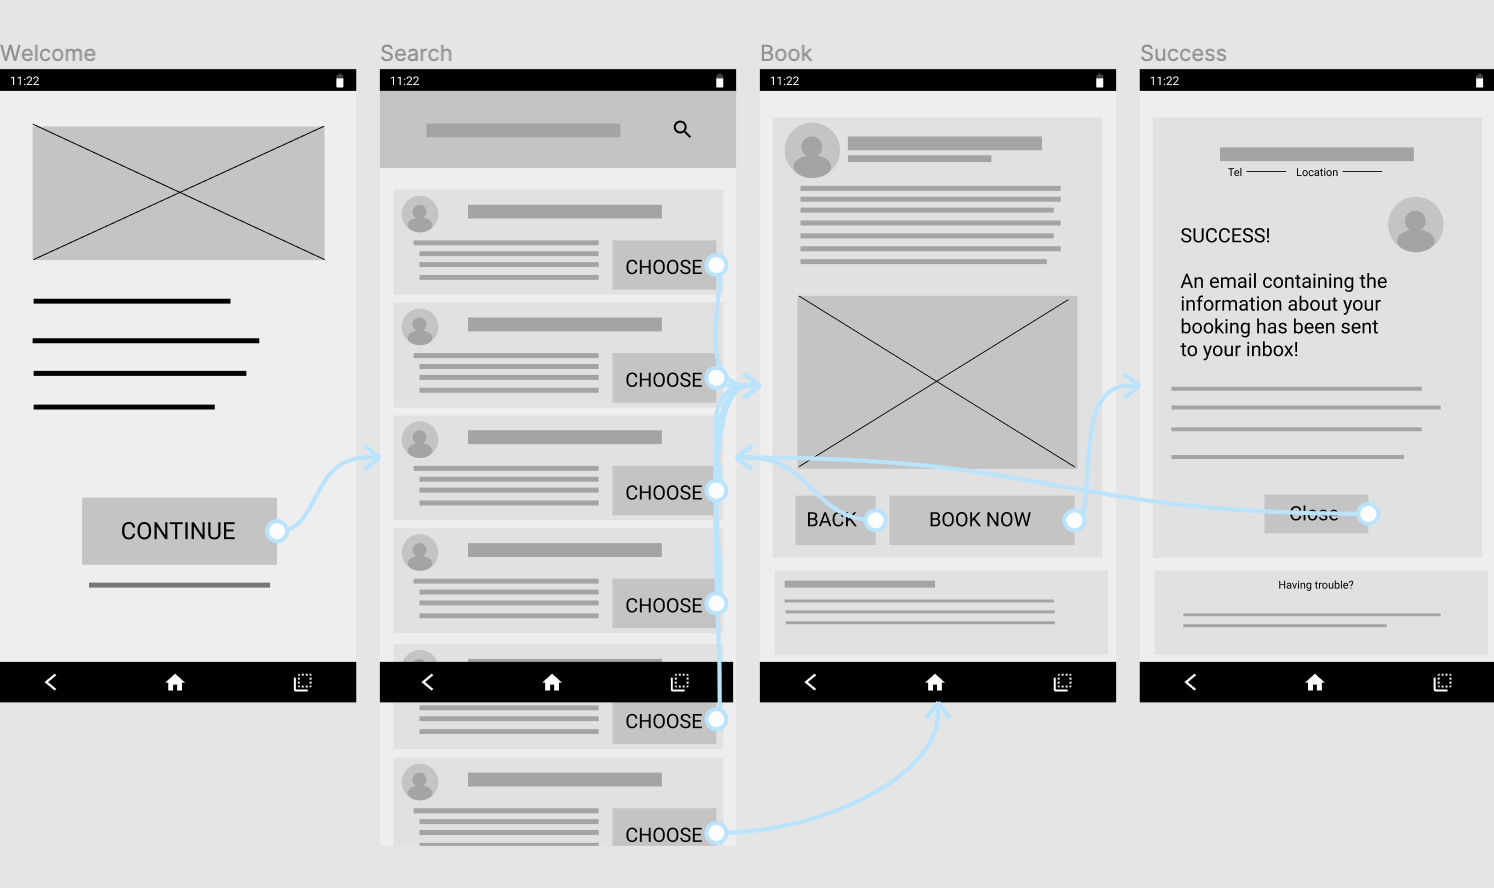 Welcome
11:22
CONTINUE
Search
11:22
CHOOSE
CHOOSE
CHOOSE
CHOOSE
CHOOSE
CHOOSE
Book
11:22
BACK
BOOK NOW
Success
11:22
Tel
Location
SUCCESS!
An email containing the
information about your
booking has been sent
to your inbox!
Close
Having trouble?